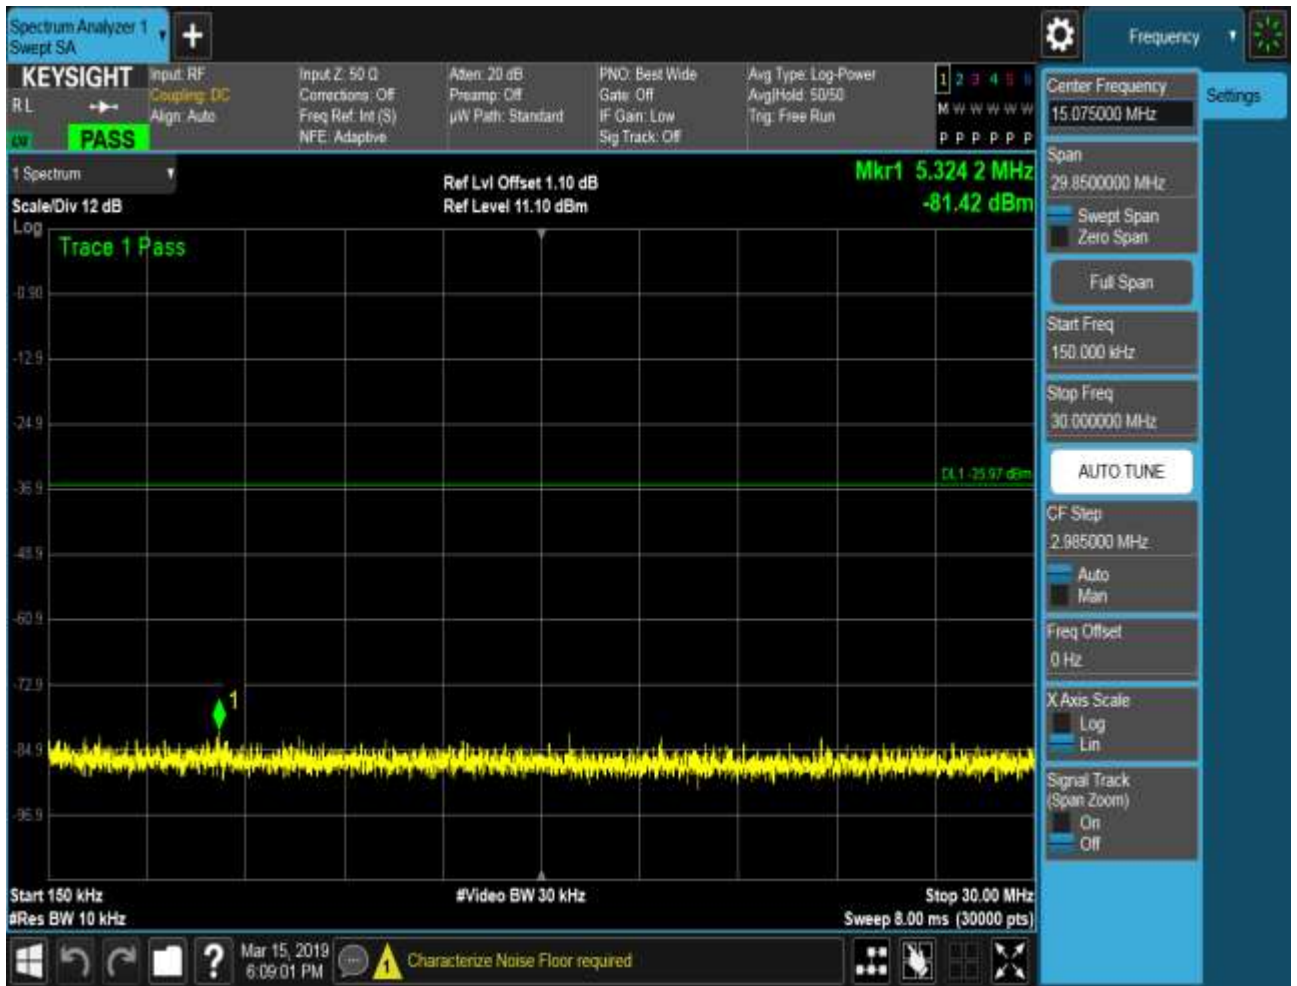 Spectrum Analyzer 1
Swept SA
+
Frequency
KEYSIGHT
R L
PASS
Input: RF
Coupling: DC
Align: Auto
Input Z: 50 Ω
Corrections: Off
Freq Ref: Int (S)
NFE: Adaptive
Atten: 20 dB
Preamp: Off
µW Path: Standard
PNO: Best Wide
Gate: Off
IF Gain: Low
Sig Track: Off
Avg Type: Log-Power
Avg|Hold: 50/50
Trig: Free Run
1 2 3 4 5 6
M W W W W W
P P P P P P
1 Spectrum
Scale/Div 12 dB
Log
Ref Lvl Offset 1.10 dB
Ref Level 11.10 dBm
Mkr1 5.324 2 MHz
-81.42 dBm
Trace 1 Pass
-0.90
-12.9
-24.9
DL1 -35.97 dBm
-36.9
-48.9
-60.9
-72.9
1
-84.9
-96.9
Start 150 kHz
#Res BW 10 kHz
#Video BW 30 kHz
Stop 30.00 MHz
Sweep 8.00 ms (30000 pts)
Center Frequency
15.075000 MHz
Settings
Span
29.8500000 MHz
Swept Span
Zero Span
Full Span
Start Freq
150.000 kHz
Stop Freq
30.000000 MHz
AUTO TUNE
CF Step
2.985000 MHz
Auto
Man
Freq Offset
0 Hz
X Axis Scale
Log
Lin
Signal Track
(Span Zoom)
On
Off
?
Mar 15, 2019
6:09:01 PM
1
Characterize Noise Floor required